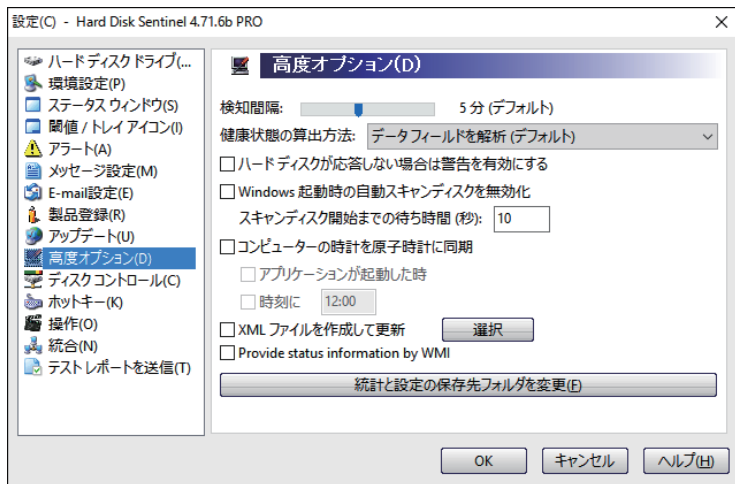 設定(C) - Hard Disk Sentinel 4.71.6b PRO
ハード ディスク ドライブ(...
環境設定(P)
ステータス ウィンドウ(S)
閾値 / トレイ アイコン(I)
アラート(A)
メッセージ設定(M)
E-mail設定(E)
製品登録(R)
アップデート(U)
高度オプション(D)
ディスク コントロール(C)
ホットキー(K)
操作(O)
統合(N)
テスト レポートを送信(T)
高度オプション(D)
検知間隔: 5 分 (デフォルト)
健康状態の算出方法: データ フィールドを解析 (デフォルト)
ハード ディスクが応答しない場合は警告を有効にする
Windows 起動時の自動スキャンディスクを無効化
スキャンディスク開始までの待ち時間 (秒): 10
コンピューターの時計を原子時計に同期
アプリケーションが起動した時
時刻に 12:00
XML ファイルを作成して更新 選択
Provide status information by WMI
統計と設定の保存先フォルダを変更(F)
OK キャンセル ヘルプ(H)